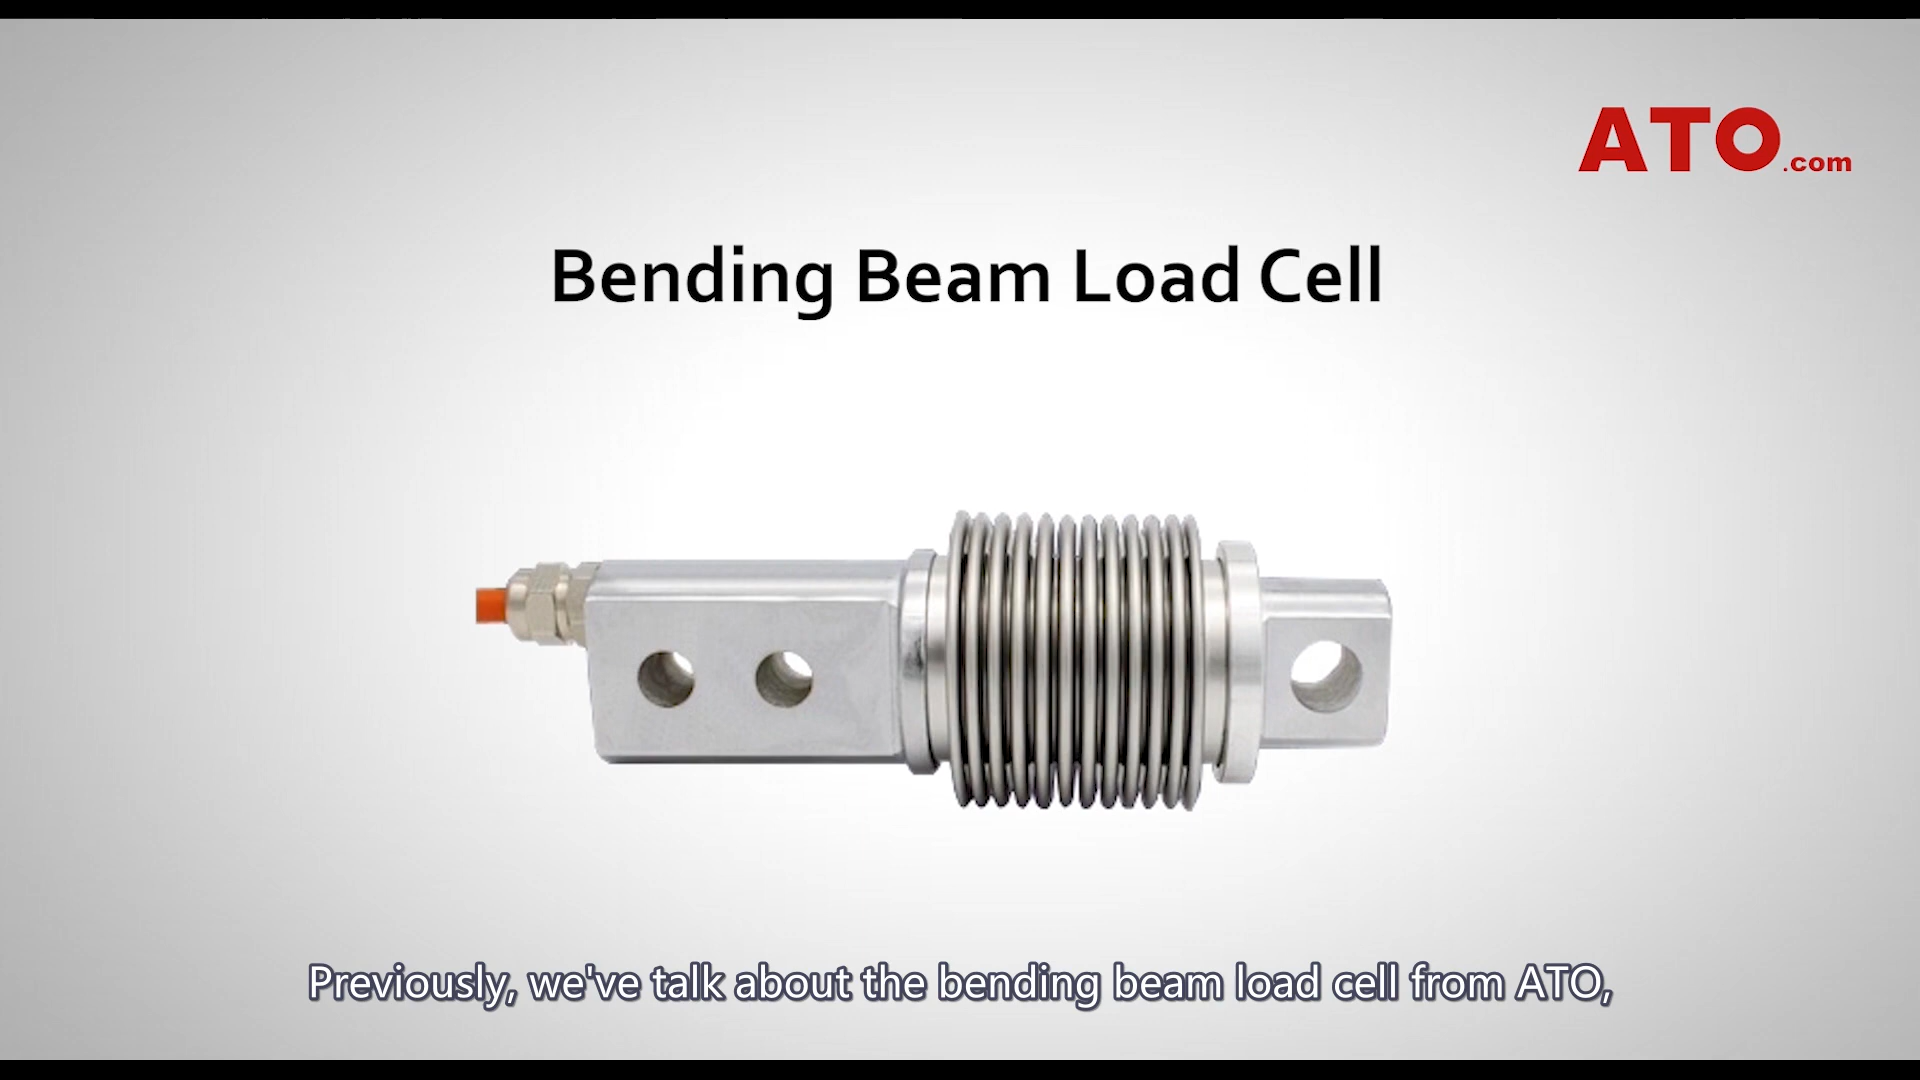 ATO.com
Bending Beam Load Cell
Previously, we've talk about the bending beam load cell from ATO,